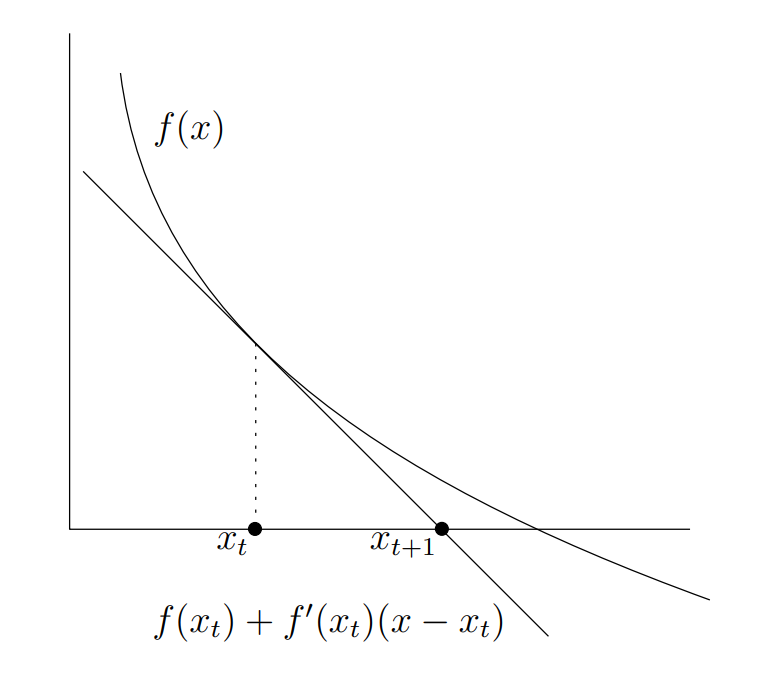 f(x)
x_t
x_{t+1}
f(x_t) + f′(x_t)(x − x_t)